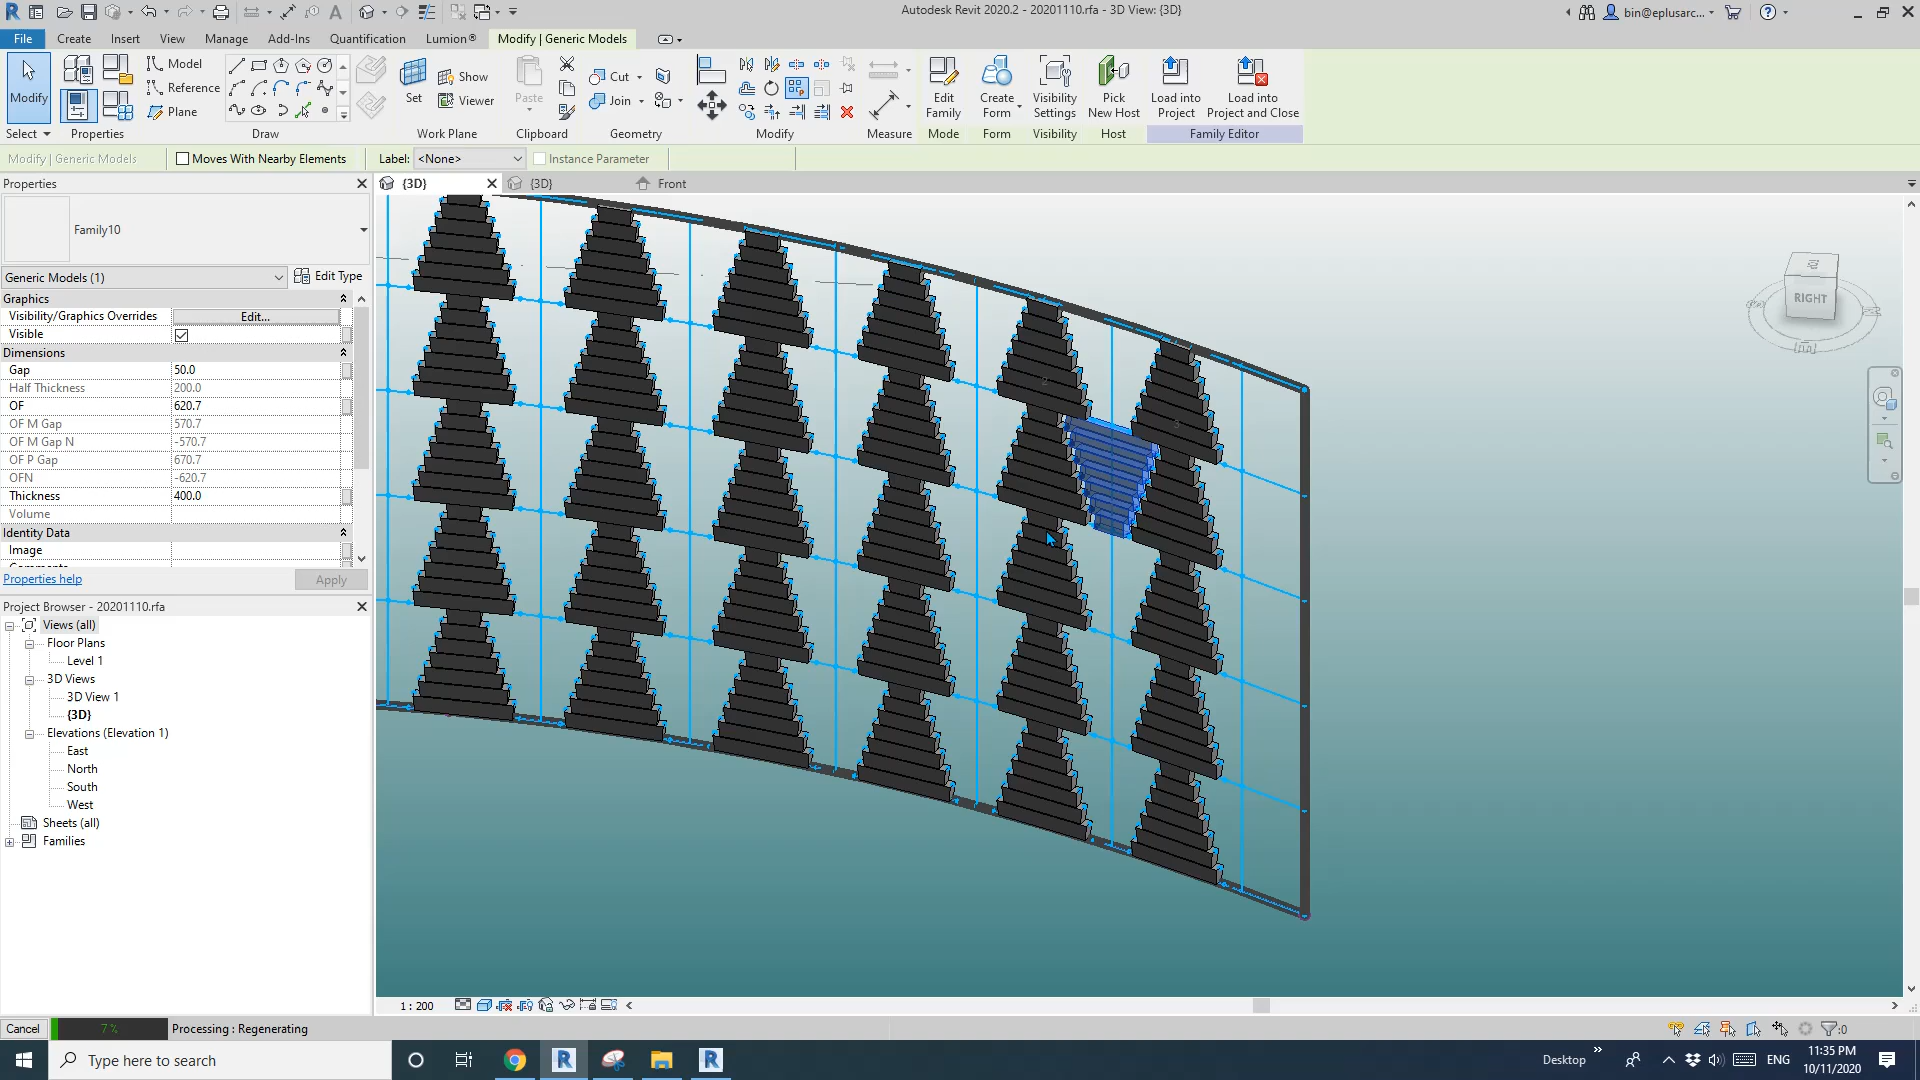 Autodesk Revit 2020.2 - 20201110.rfa - 3D View: {3D}
bin@eplusarc...
File Create Insert View Manage Add-Ins Quantification Lumion® Modify | Generic Models
Modify
Select
Properties
Model
Reference
Plane
Draw
Set
Show
Viewer
Work Plane
Paste
Clipboard
Cut
Join
Geometry
Modify
Measure
Edit
Family
Mode
Create
Form
Form
Visibility
Settings
Visibility
Pick
New Host
Host
Load into
Project
Load into
Project and Close
Family Editor
Modify | Generic Models
Moves With Nearby Elements
Label: <None>
Instance Parameter
Properties
Family10
Generic Models (1)
Edit Type
Graphics
Visibility/Graphics Overrides Edit...
Visible
Dimensions
Gap 50.0
Half Thickness 200.0
OF 620.7
OF M Gap 570.7
OF M Gap N -570.7
OF P Gap 670.7
OFN -620.7
Thickness 400.0
Volume
Identity Data
Image
Properties help
Apply
Project Browser - 20201110.rfa
Views (all)
Floor Plans
Level 1
3D Views
3D View 1
{3D}
Elevations (Elevation 1)
East
North
South
West
Sheets (all)
Families
{3D}
{3D}
Front
RIGHT
2
3
1 : 200
Cancel
7 %
Processing : Regenerating
:0
Type here to search
Desktop
ENG
11:35 PM
10/11/2020